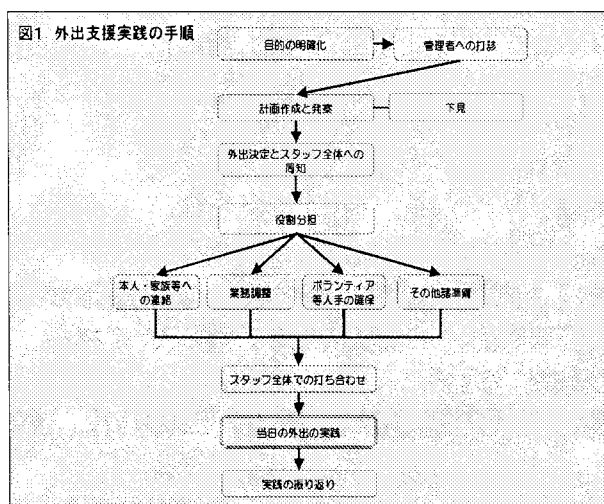 図1 外出支援実践の手順
目的の明確化
管理者への打診
計画作成と発案
下見
外出決定とスタッフ全体への
周知
役割分担
本人・家族等へ
の連絡
業務調整
ボランティア
等人手の確保
その他諸準備
スタッフ全体での打ち合わせ
当日の外出の実践
実践の振り返り